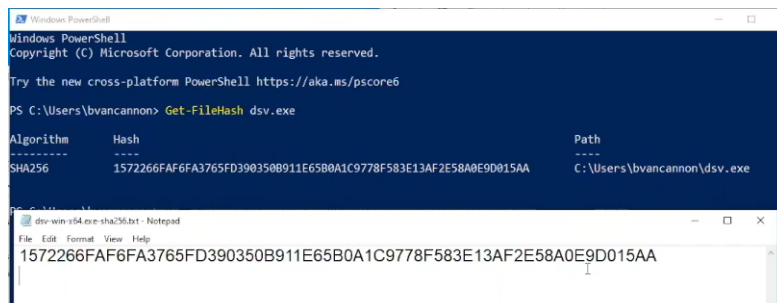 Windows PowerShell
Windows PowerShell
Copyright (C) Microsoft Corporation. All rights reserved.
Try the new cross-platform PowerShell https://aka.ms/pscore6
PS C:\Users\bvancannon> Get-FileHash dsv.exe
Algorithm Hash Path
--------- ---- ----
SHA256 1572266FAF6FA3765FD390350B911E65B0A1C9778F583E13AF2E58A0E9D015AA C:\Users\bvancannon\dsv.exe
dsv-win-x64.exe-sha256.txt - Notepad
File Edit Format View Help
1572266FAF6FA3765FD390350B911E65B0A1C9778F583E13AF2E58A0E9D015AA